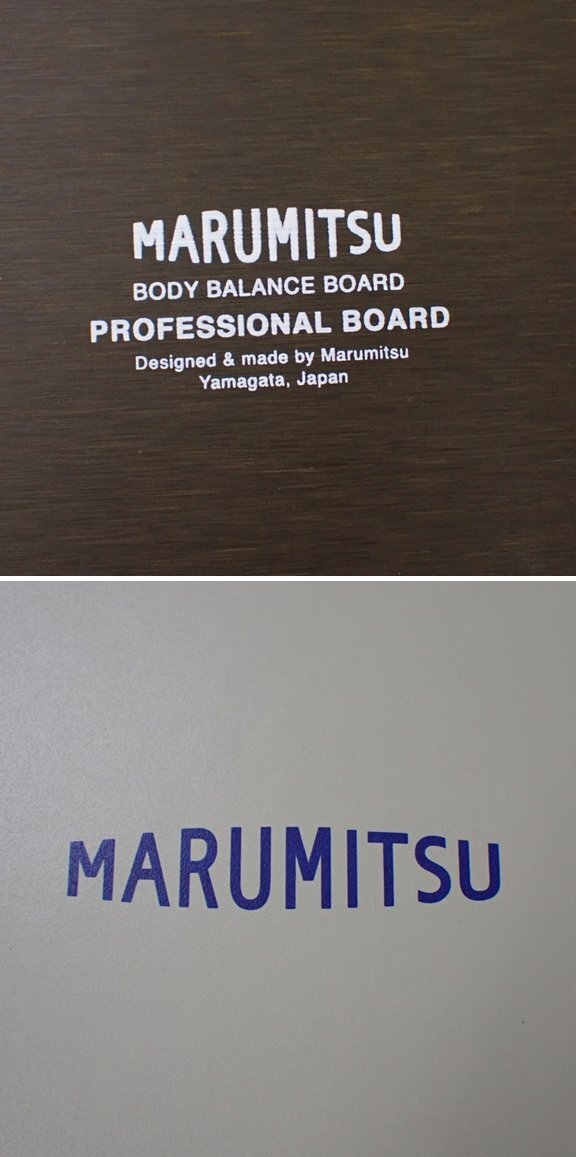 MARUMITSU
BODY BALANCE BOARD
PROFESSIONAL BOARD
Designed & made by Marumitsu
Yamagata, Japan
MARUMITSU